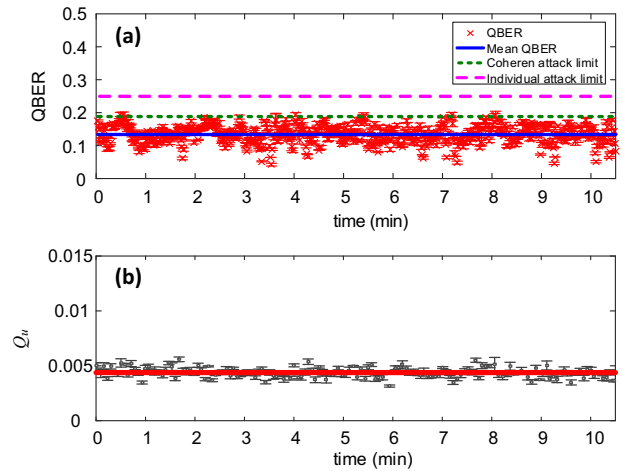 (a)
QBER
Mean QBER
Coheren attack limit
Individual attack limit
0.5
0.4
0.3
0.2
0.1
0
QBER
0 1 2 3 4 5 6 7 8 9 10
time (min)
(b)
0.015
0.01
0.005
0
Qu
0 1 2 3 4 5 6 7 8 9 10
time (min)